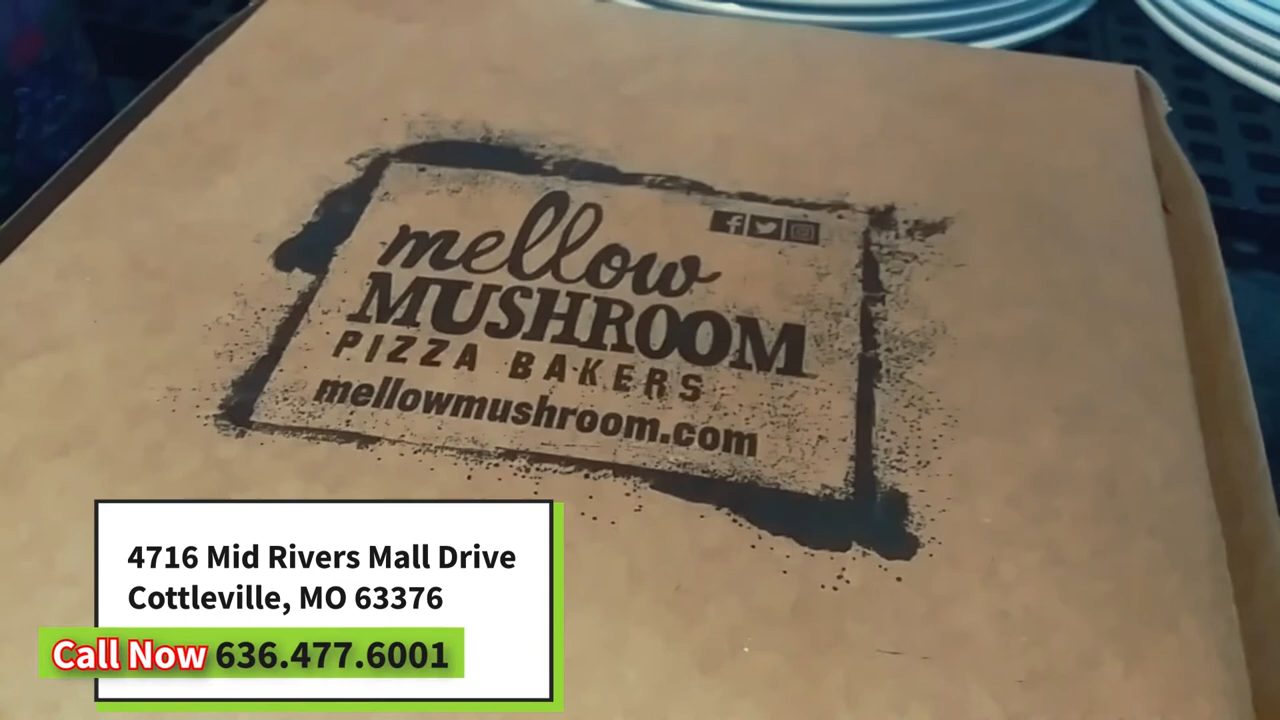 mellow
MUSHROOM
PIZZA BAKERS
mellowmushroom.com
4716 Mid Rivers Mall Drive
Cottleville, MO 63376
Call Now 636.477.6001